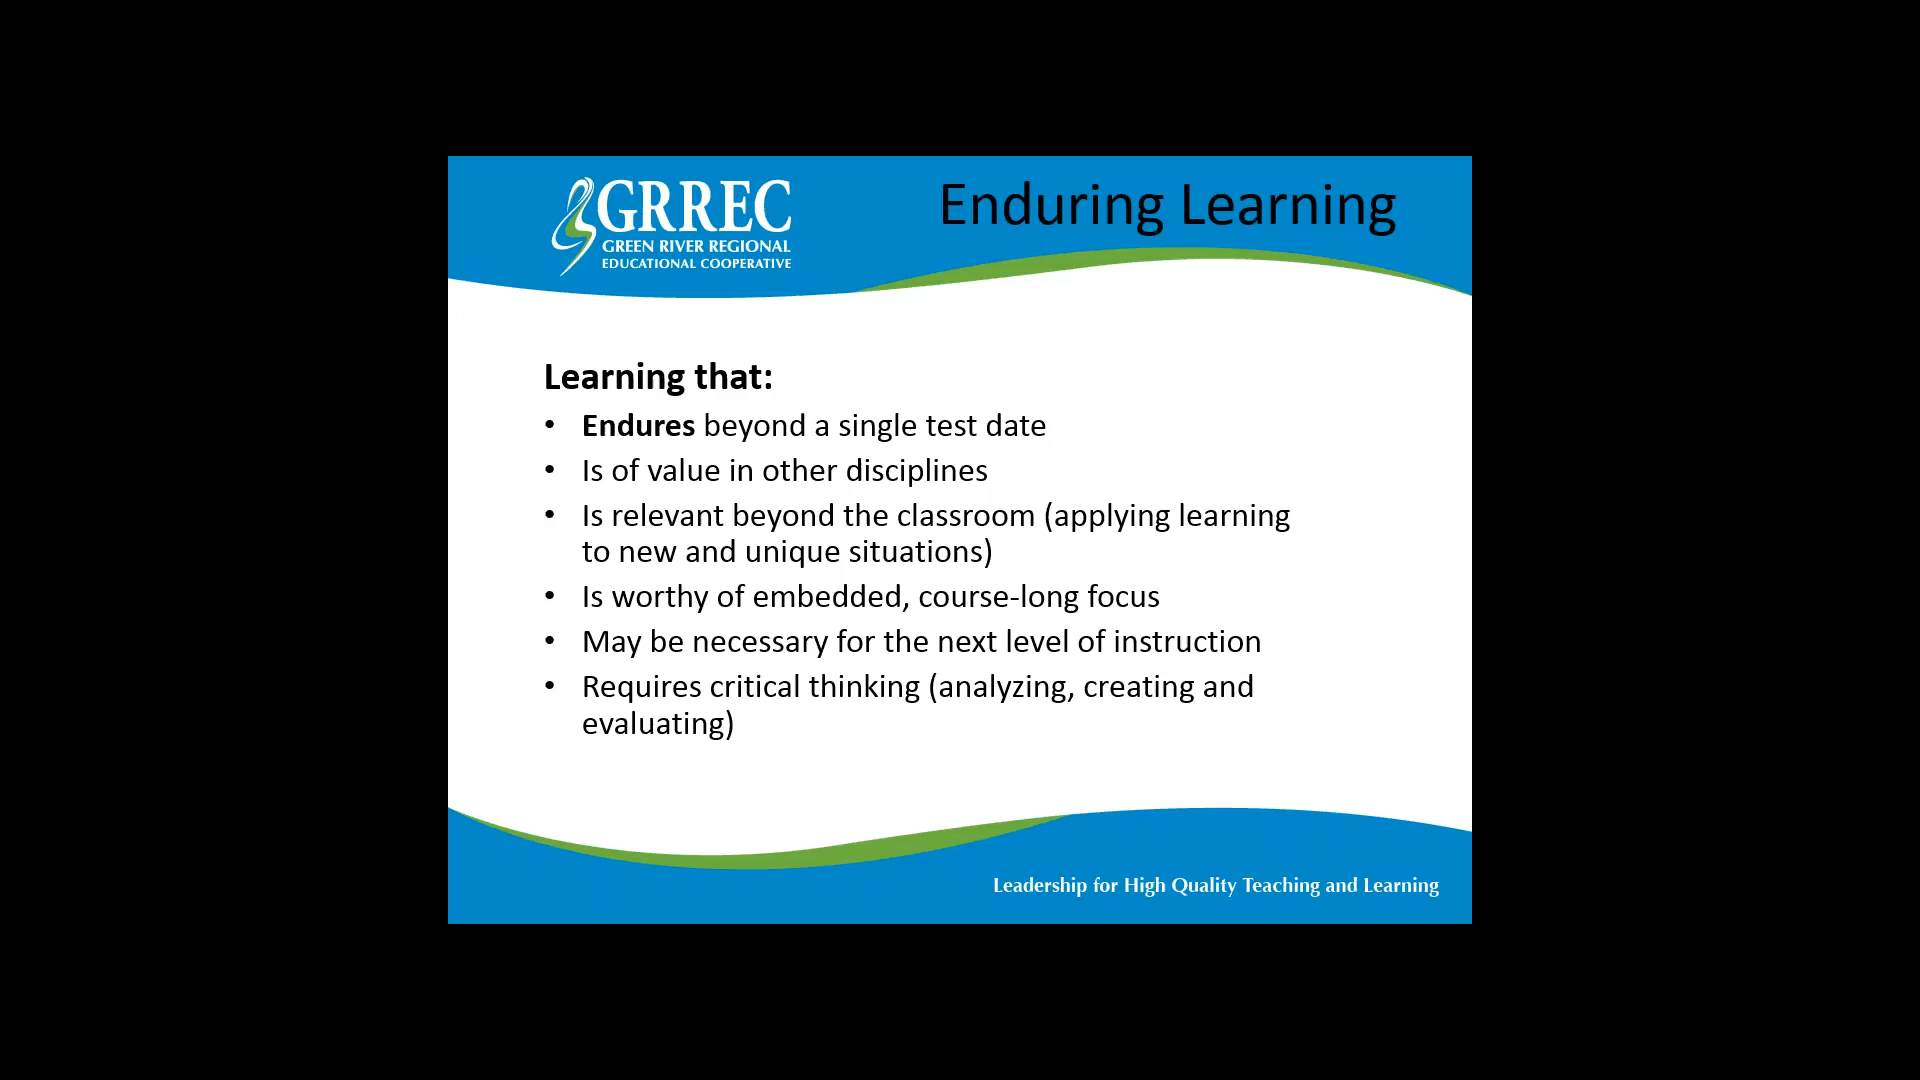 GRREC
GREEN RIVER REGIONAL
EDUCATIONAL COOPERATIVE
Enduring Learning
Learning that:
• Endures beyond a single test date
• Is of value in other disciplines
• Is relevant beyond the classroom (applying learning
to new and unique situations)
• Is worthy of embedded, course-long focus
• May be necessary for the next level of instruction
• Requires critical thinking (analyzing, creating and
evaluating)
Leadership for High Quality Teaching and Learning